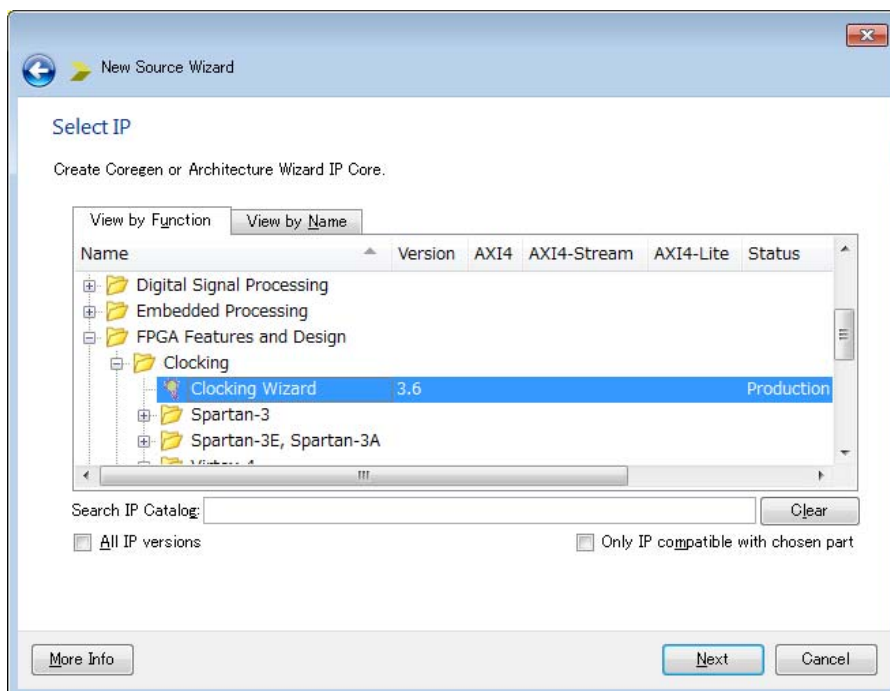 New Source Wizard
Select IP
Create Coregen or Architecture Wizard IP Core.
View by Function View by Name
Name Version AXI4 AXI4-Stream AXI4-Lite Status
Digital Signal Processing
Embedded Processing
FPGA Features and Design
Clocking
Clocking Wizard 3.6 Production
Spartan-3
Spartan-3E, Spartan-3A
Search IP Catalog: Clear
All IP versions Only IP compatible with chosen part
More Info Next Cancel